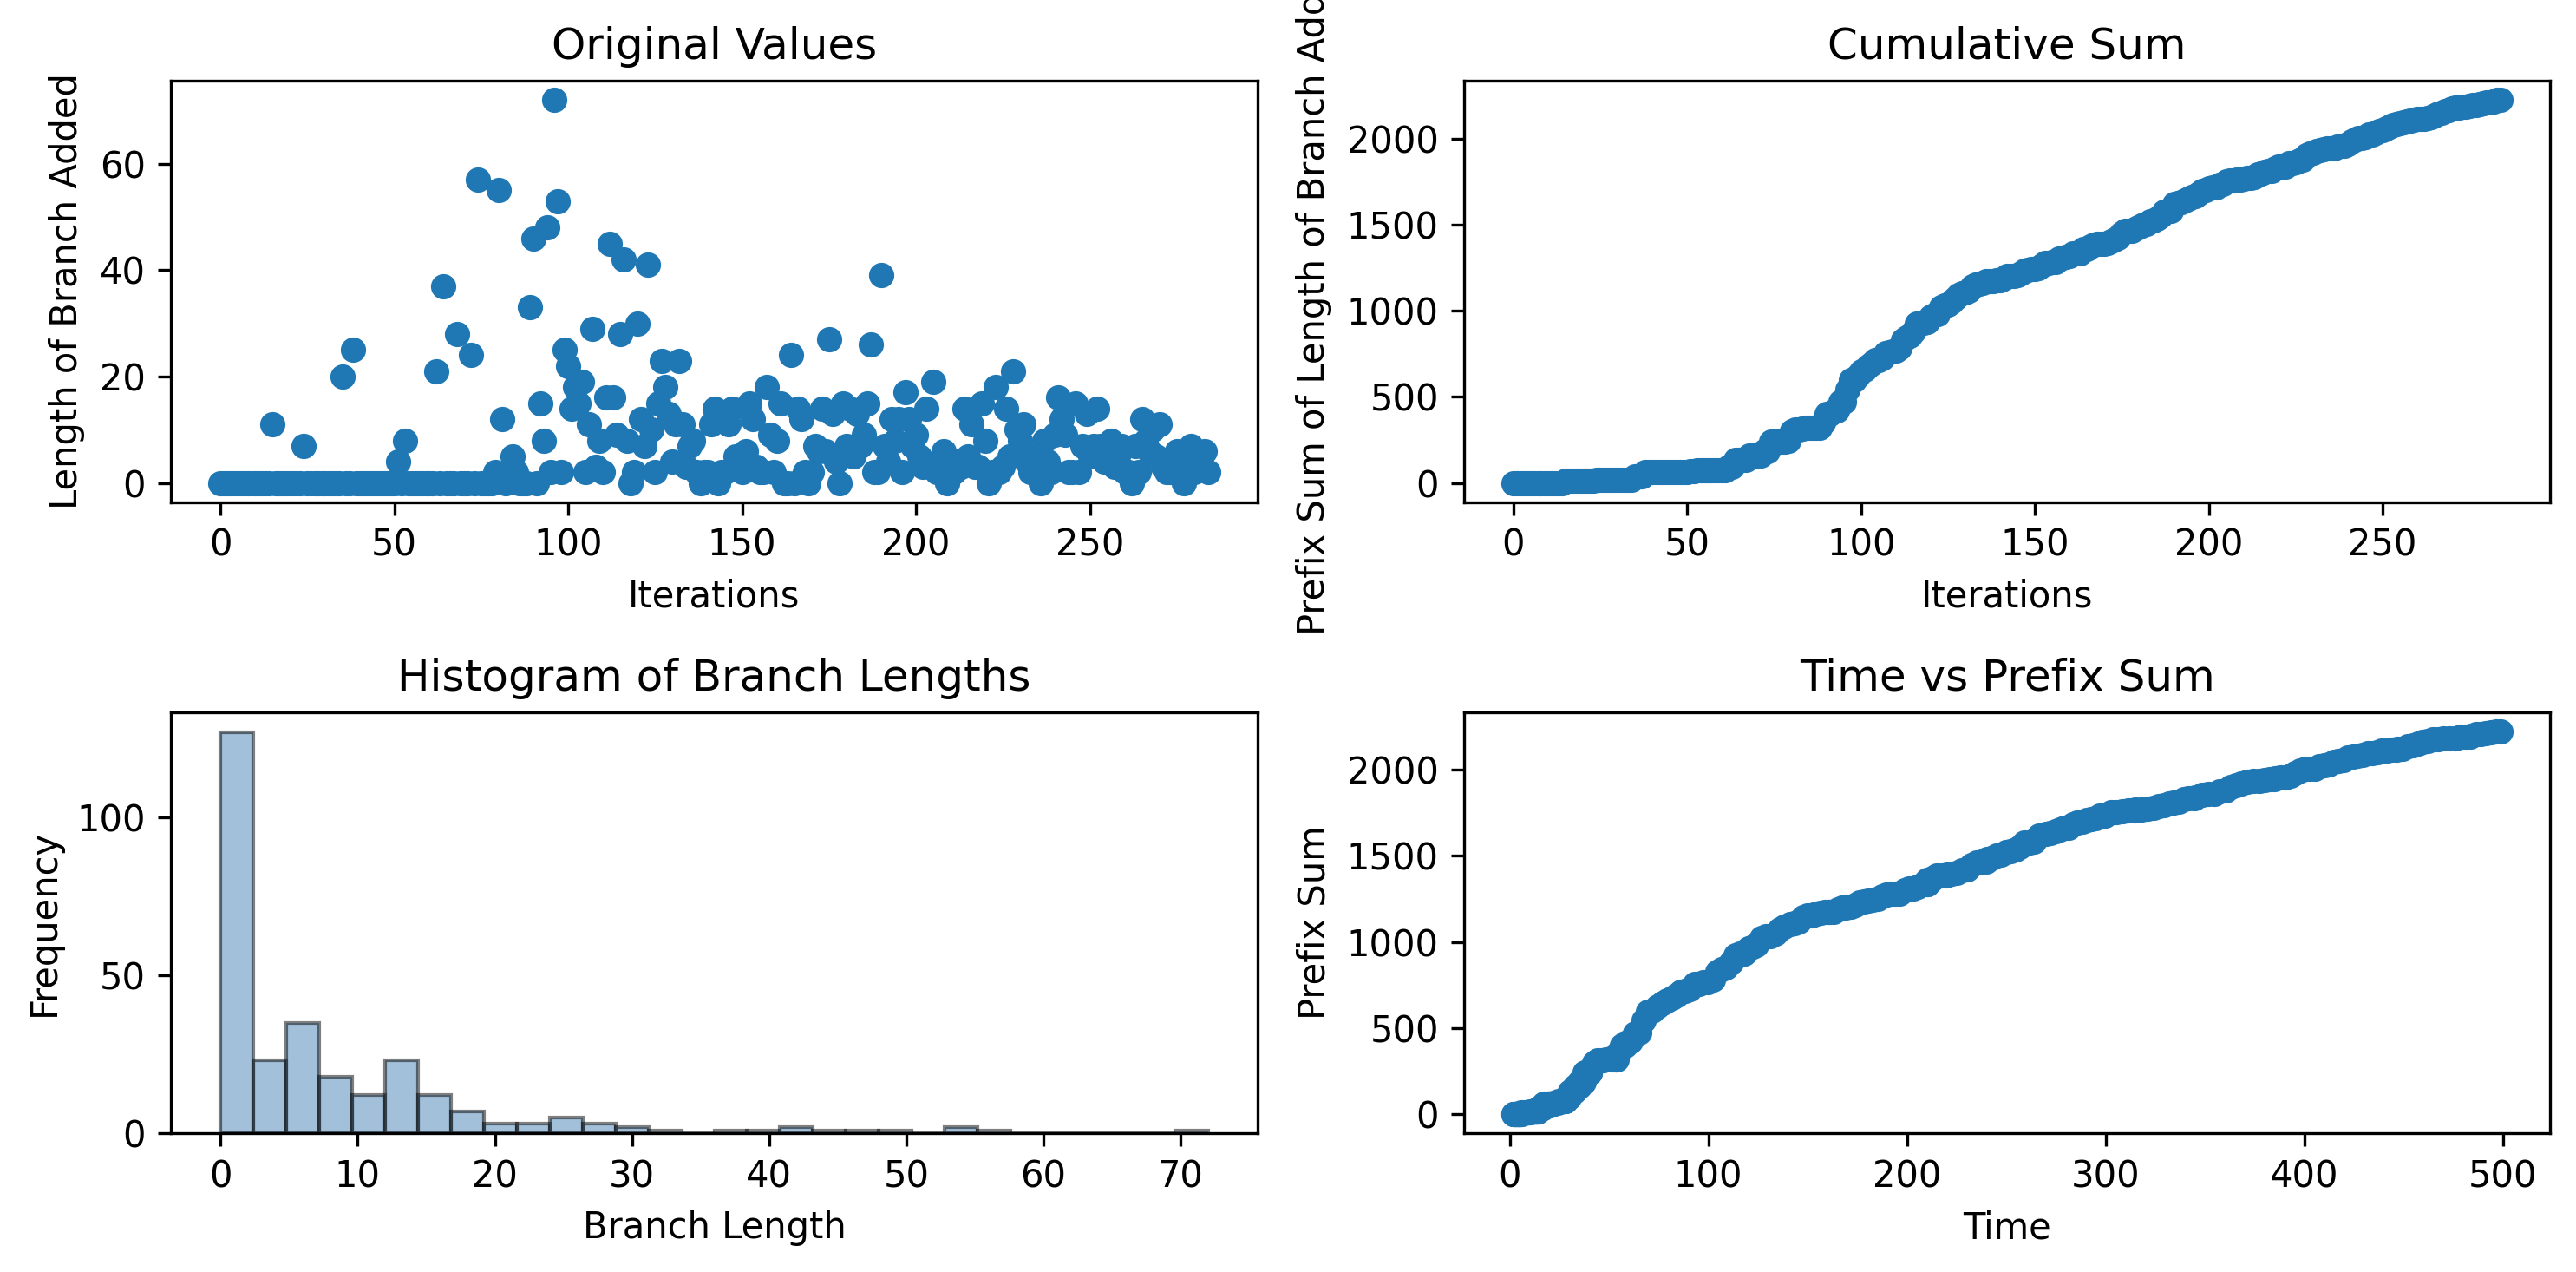 Original Values
Length of Branch Added
60
40
20
0
0 50 100 150 200 250
Iterations
Cumulative Sum
Prefix Sum of Length of Branch
2000
1500
1000
500
0
0 50 100 150 200 250
Iterations
Histogram of Branch Lengths
Frequency
100
50
0
0 10 20 30 40 50 60 70
Branch Length
Time vs Prefix Sum
Prefix Sum
2000
1500
1000
500
0
0 100 200 300 400 500
Time